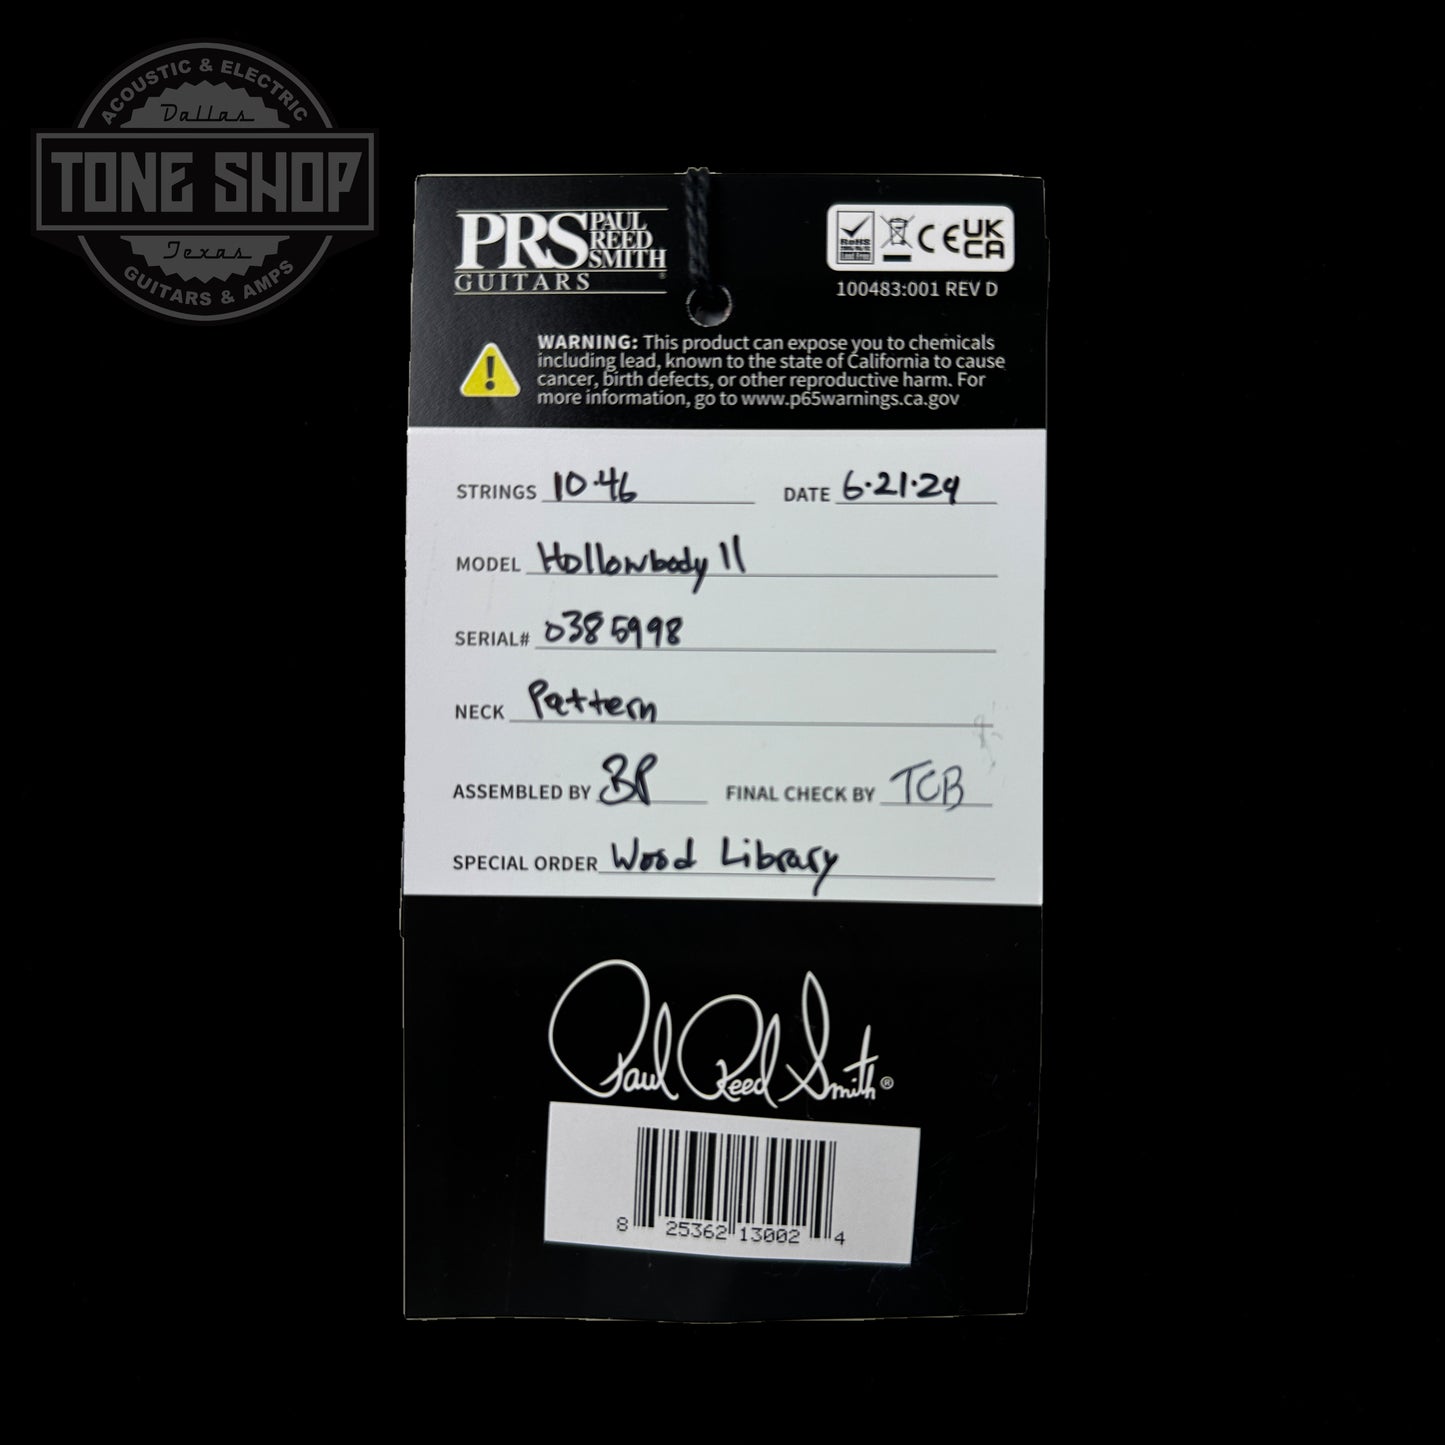 ACOUSTIC & ELECTRIC
Dallas
TONE SHOP
Texas
GUITARS & AMPS
PRS PAUL REED SMITH
GUITARS
RoHS
Lead Free
CE UK CA
100483:001 REV D
WARNING: This product can expose you to chemicals
including lead, known to the state of California to cause
cancer, birth defects, or other reproductive harm. For
more information, go to www.p65warnings.ca.gov
STRINGS 10·46 DATE 6·21·24
MODEL Hollowbody II
SERIAL# 0385998
NECK Pattern
ASSEMBLED BY BP FINAL CHECK BY TCB
SPECIAL ORDER Wood Library
Paul Reed Smith®
8 25362 13002 4